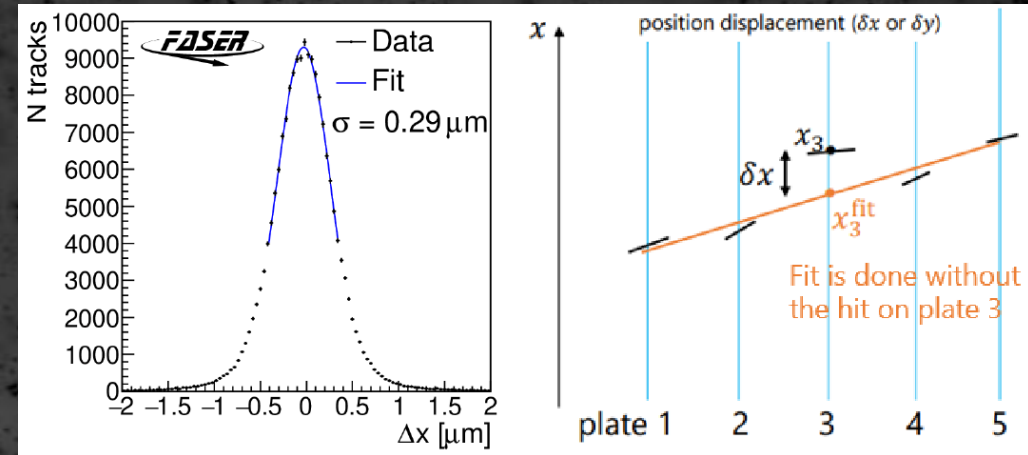 N tracks
10000
9000
8000
7000
6000
5000
4000
3000
2000
1000
0
FASER
Data
Fit
σ = 0.29 μm
−2 −1.5 −1 −0.5 0 0.5 1 1.5 2
Δx [μm]
position displacement (δx or δy)
x
x₃
δx
x₃ᶠⁱᵗ
Fit is done without
the hit on plate 3
plate 1 2 3 4 5